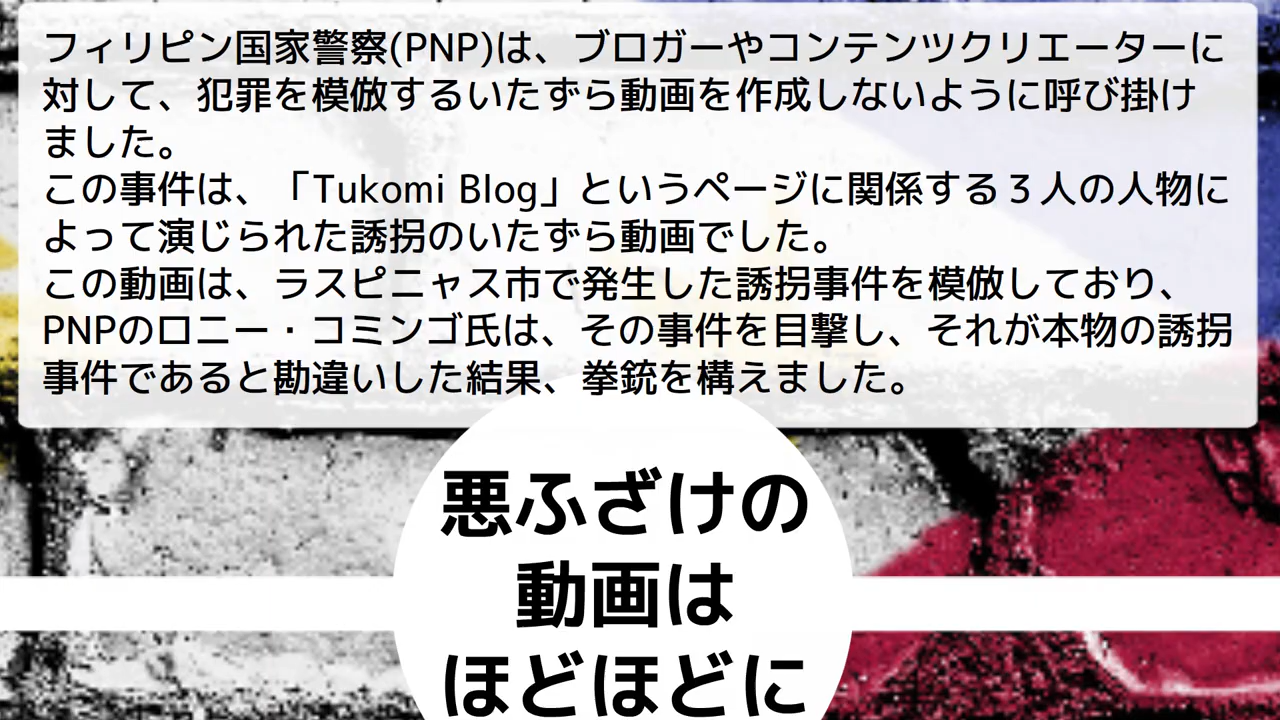 フィリピン国家警察(PNP)は、ブロガーやコンテンツクリエーターに
対して、犯罪を模倣するいたずら動画を作成しないように呼び掛け
ました。
この事件は、「Tukomi Blog」というページに関係する３人の人物に
よって演じられた誘拐のいたずら動画でした。
この動画は、ラスピニャス市で発生した誘拐事件を模倣しており、
PNPのロニー・コミンゴ氏は、その事件を目撃し、それが本物の誘拐
事件であると勘違いした結果、拳銃を構えました。
悪ふざけの
動画は
ほどほどに